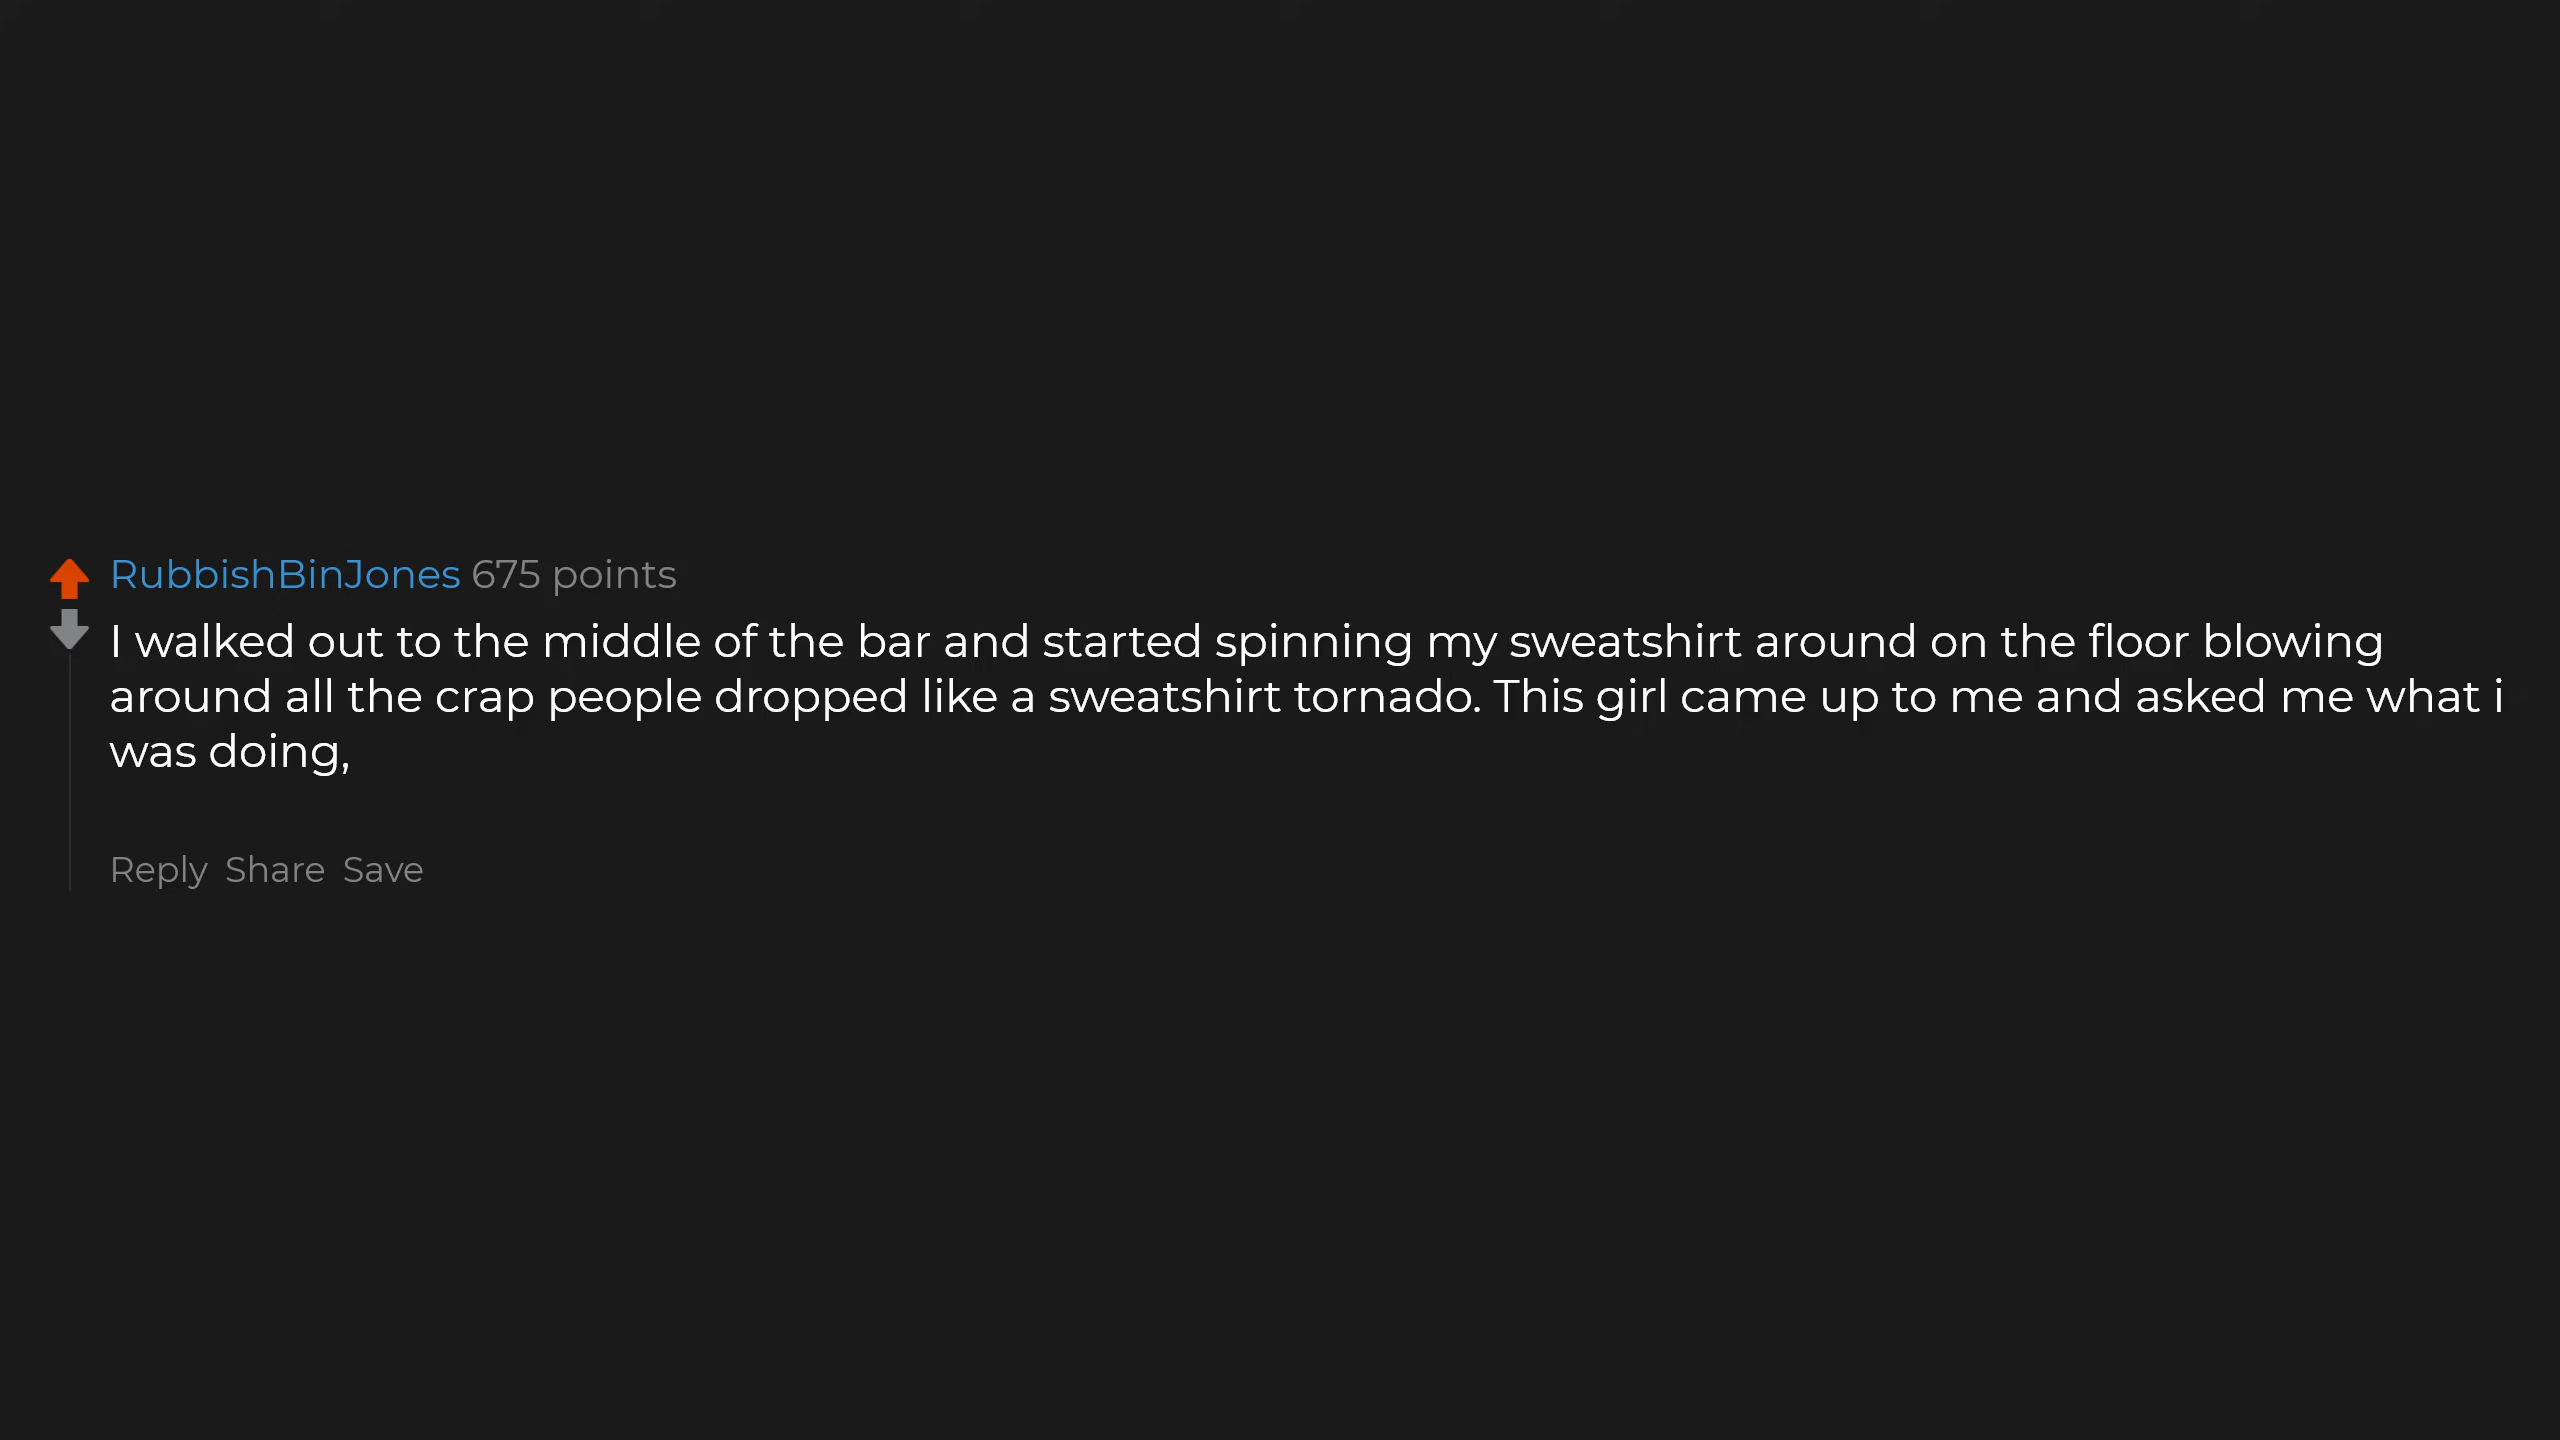 RubbishBinJones 675 points
I walked out to the middle of the bar and started spinning my sweatshirt around on the floor blowing
around all the crap people dropped like a sweatshirt tornado. This girl came up to me and asked me what i
was doing,
Reply Share Save